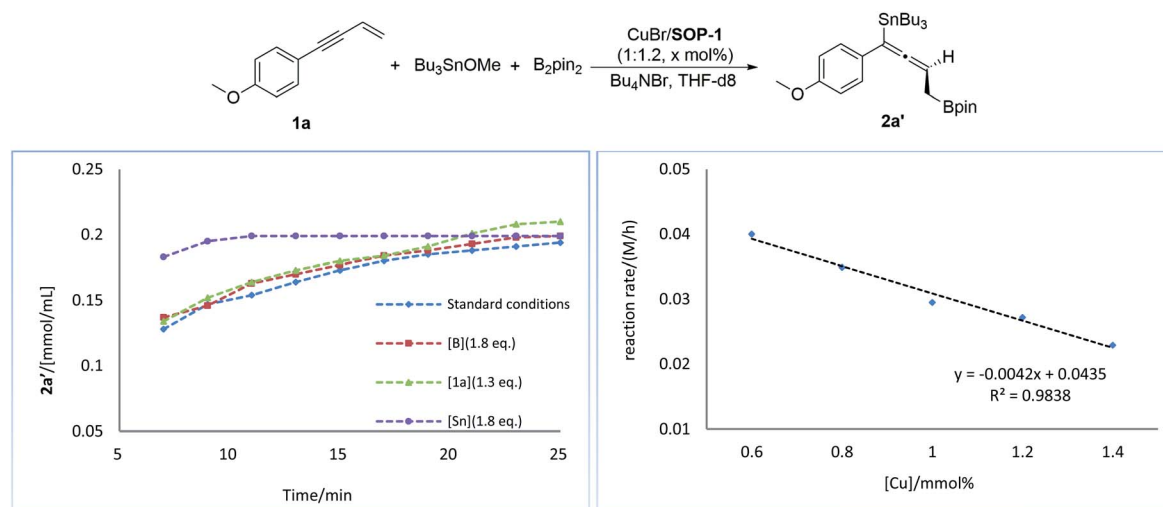 SnBu3
CuBr/SOP-1
(1:1.2, x mol%)
Bu4NBr, THF-d8
+ Bu3SnOMe + B2pin2
H
O
O
Bpin
1a
2a'
0.25
0.2
0.15
0.1
0.05
2a'/[mmol/mL]
Standard conditions
[B](1.8 eq.)
[1a](1.3 eq.)
[Sn](1.8 eq.)
5
10
15
20
25
Time/min
0.05
0.04
0.03
0.02
0.01
reaction rate/(M/h)
y = -0.0042x + 0.0435
R² = 0.9838
0.6
0.8
1
1.2
1.4
[Cu]/mmol%